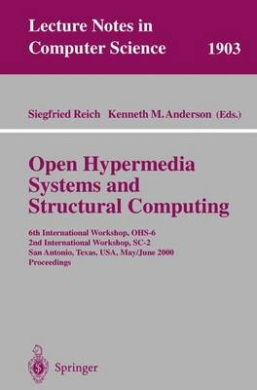 Lecture Notes in
Computer Science 1903
Siegfried Reich Kenneth M. Anderson (Eds.)
Open Hypermedia
Systems and
Structural Computing
6th International Workshop, OHS-6
2nd International Workshop, SC-2
San Antonio, Texas, USA, May/June 2000
Proceedings
Springer